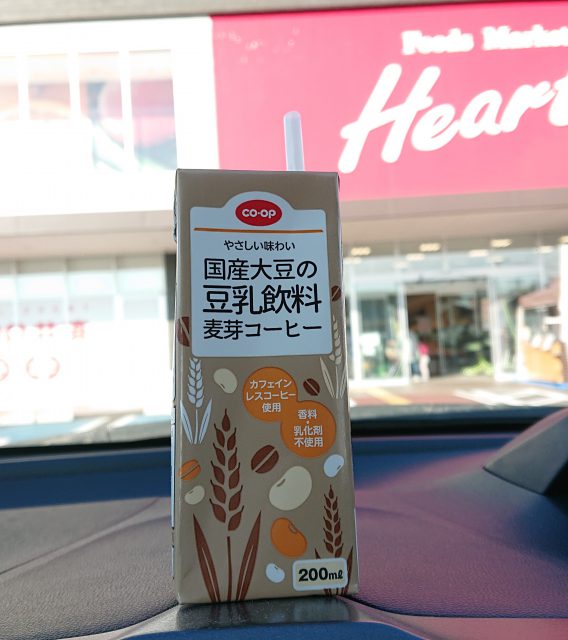 Foods Market
Heart
CO·OP
やさしい味わい
国産大豆の
豆乳飲料
麦芽コーヒー
カフェイン
レスコーヒー
使用
香料
乳化剤
不使用
200mℓ